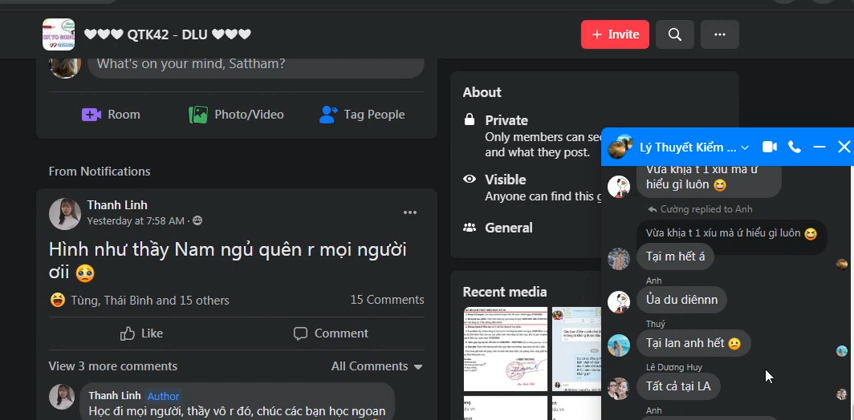 ♥♥♥ QTK42 - DLU ♥♥♥
+ Invite
What's on your mind, Sattham?
Room
Photo/Video
Tag People
From Notifications
Thanh Linh
Yesterday at 7:58 AM ·
Hình như thầy Nam ngủ quên r mọi người
ơii 🥺
Tùng, Thái Bình and 15 others
15 Comments
Like
Comment
View 3 more comments
All Comments
Thanh Linh Author
Học đi mọi người, thầy vô r đó, chúc các bạn học ngoan
About
Private
Only members can see
and what they post.
Visible
Anyone can find this g
General
Recent media
Lý Thuyết Kiểm ...
Vừa khịa t 1 xíu mà ứ
hiểu gì luôn 😆
Cường replied to Anh
Vừa khịa t 1 xíu mà ứ hiểu gì luôn 😆
Tại m hết á
Anh
Ủa du diênnn
Thuý
Tại lan anh hết 🙁
Lê Dương Huy
Tất cả tại LA
Anh